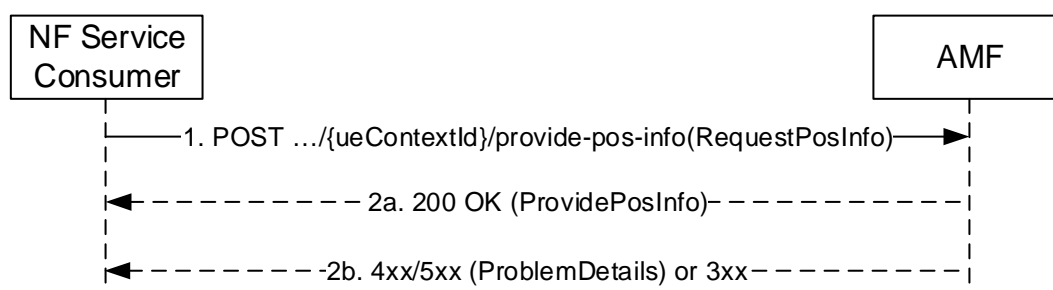 NF Service
Consumer
AMF
1. POST …/{ueContextId}/provide-pos-info(RequestPosInfo)
2a. 200 OK (ProvidePosInfo)
2b. 4xx/5xx (ProblemDetails) or 3xx